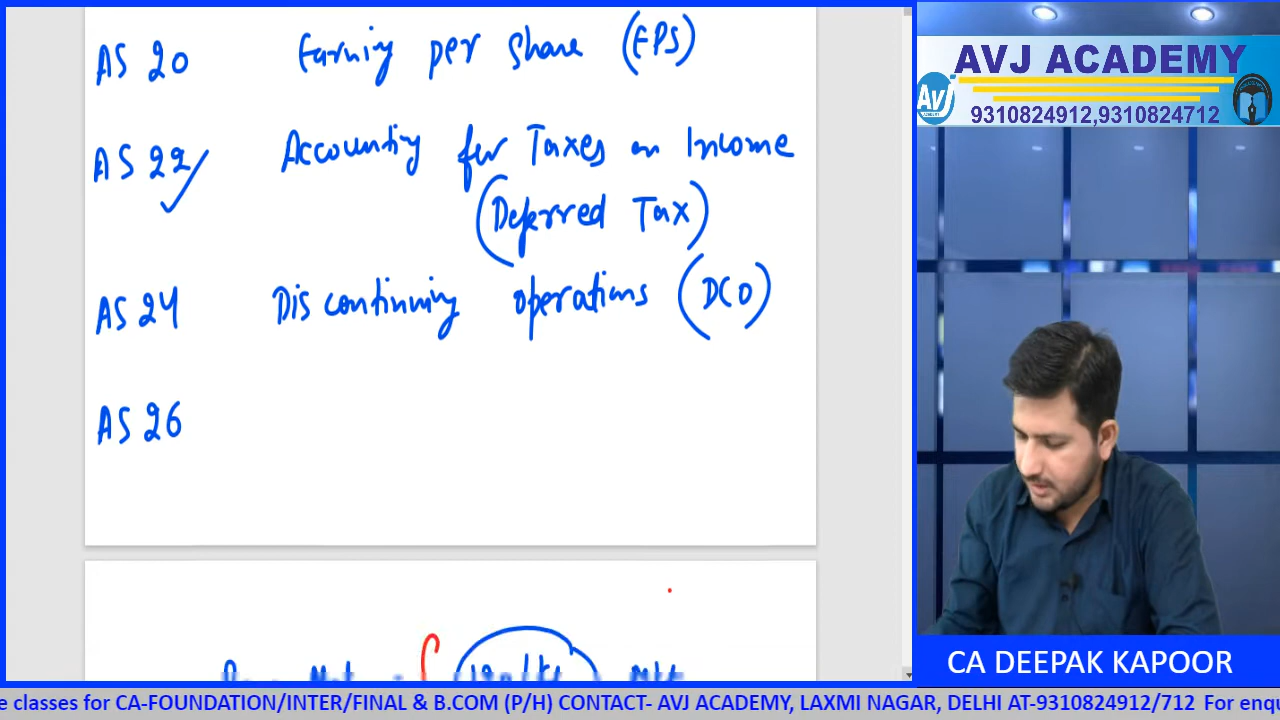 AS 20 Earning per share (EPS)
AS 22 Accounting for Taxes on Income
(Deferred Tax)
AS 24 Discontinuing operations (DCO)
AS 26
AVJ ACADEMY
AVJ
ACADEMY
9310824912,9310824712
CA DEEPAK KAPOOR
e classes for CA-FOUNDATION/INTER/FINAL & B.COM (P/H) CONTACT- AVJ ACADEMY, LAXMI NAGAR, DELHI AT-9310824912/712 For enqu